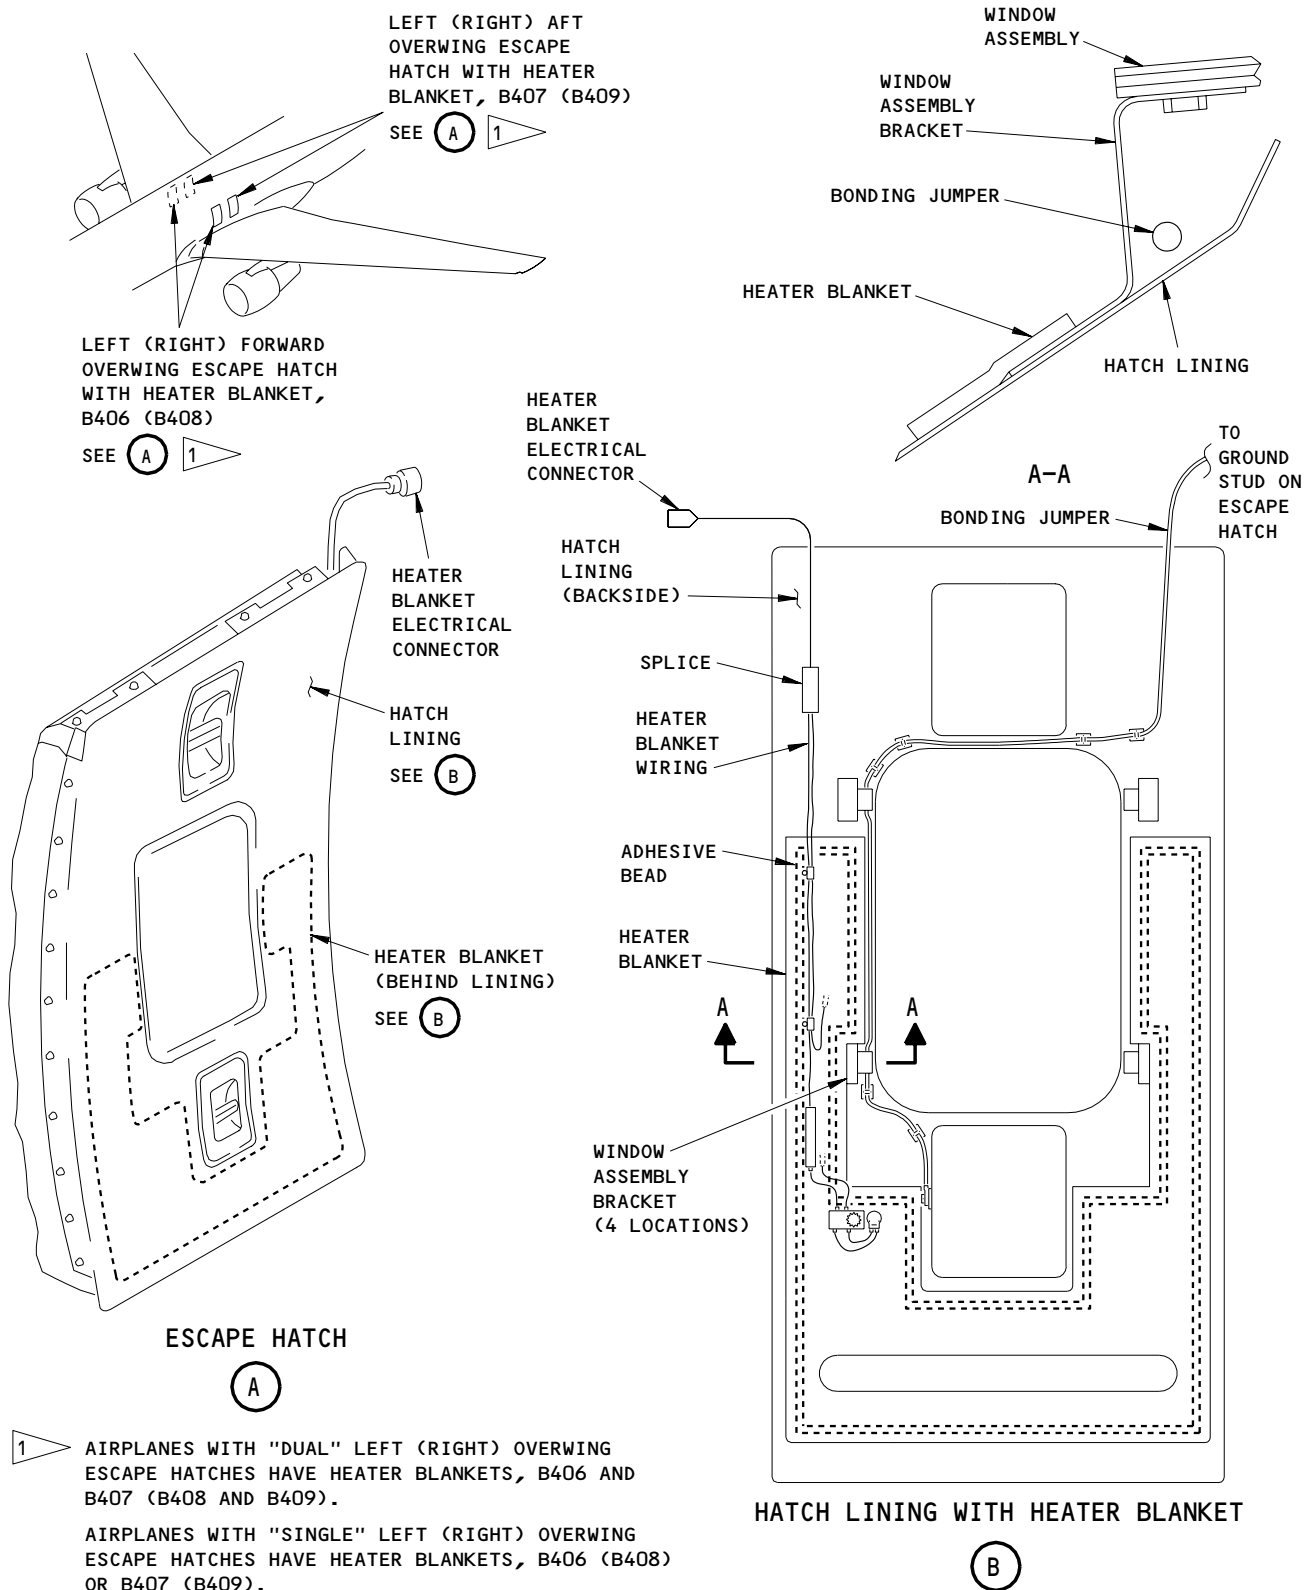 LEFT (RIGHT) AFT
OVERWING ESCAPE
HATCH WITH HEATER
BLANKET, B407 (B409)
SEE A 1
LEFT (RIGHT) FORWARD
OVERWING ESCAPE HATCH
WITH HEATER BLANKET,
B406 (B408)
SEE A 1
WINDOW
ASSEMBLY
WINDOW
ASSEMBLY
BRACKET
BONDING JUMPER
HEATER BLANKET
HATCH LINING
A-A
HEATER
BLANKET
ELECTRICAL
CONNECTOR
HATCH
LINING
SEE B
HEATER BLANKET
(BEHIND LINING)
SEE B
ESCAPE HATCH
A
HEATER
BLANKET
ELECTRICAL
CONNECTOR
TO
GROUND
STUD ON
ESCAPE
HATCH
BONDING JUMPER
HATCH
LINING
(BACKSIDE)
SPLICE
HEATER
BLANKET
WIRING
ADHESIVE
BEAD
HEATER
BLANKET
A
A
WINDOW
ASSEMBLY
BRACKET
(4 LOCATIONS)
HATCH LINING WITH HEATER BLANKET
B
1 AIRPLANES WITH "DUAL" LEFT (RIGHT) OVERWING
ESCAPE HATCHES HAVE HEATER BLANKETS, B406 AND
B407 (B408 AND B409).
AIRPLANES WITH "SINGLE" LEFT (RIGHT) OVERWING
ESCAPE HATCHES HAVE HEATER BLANKETS, B406 (B408)
OR B407 (B409).